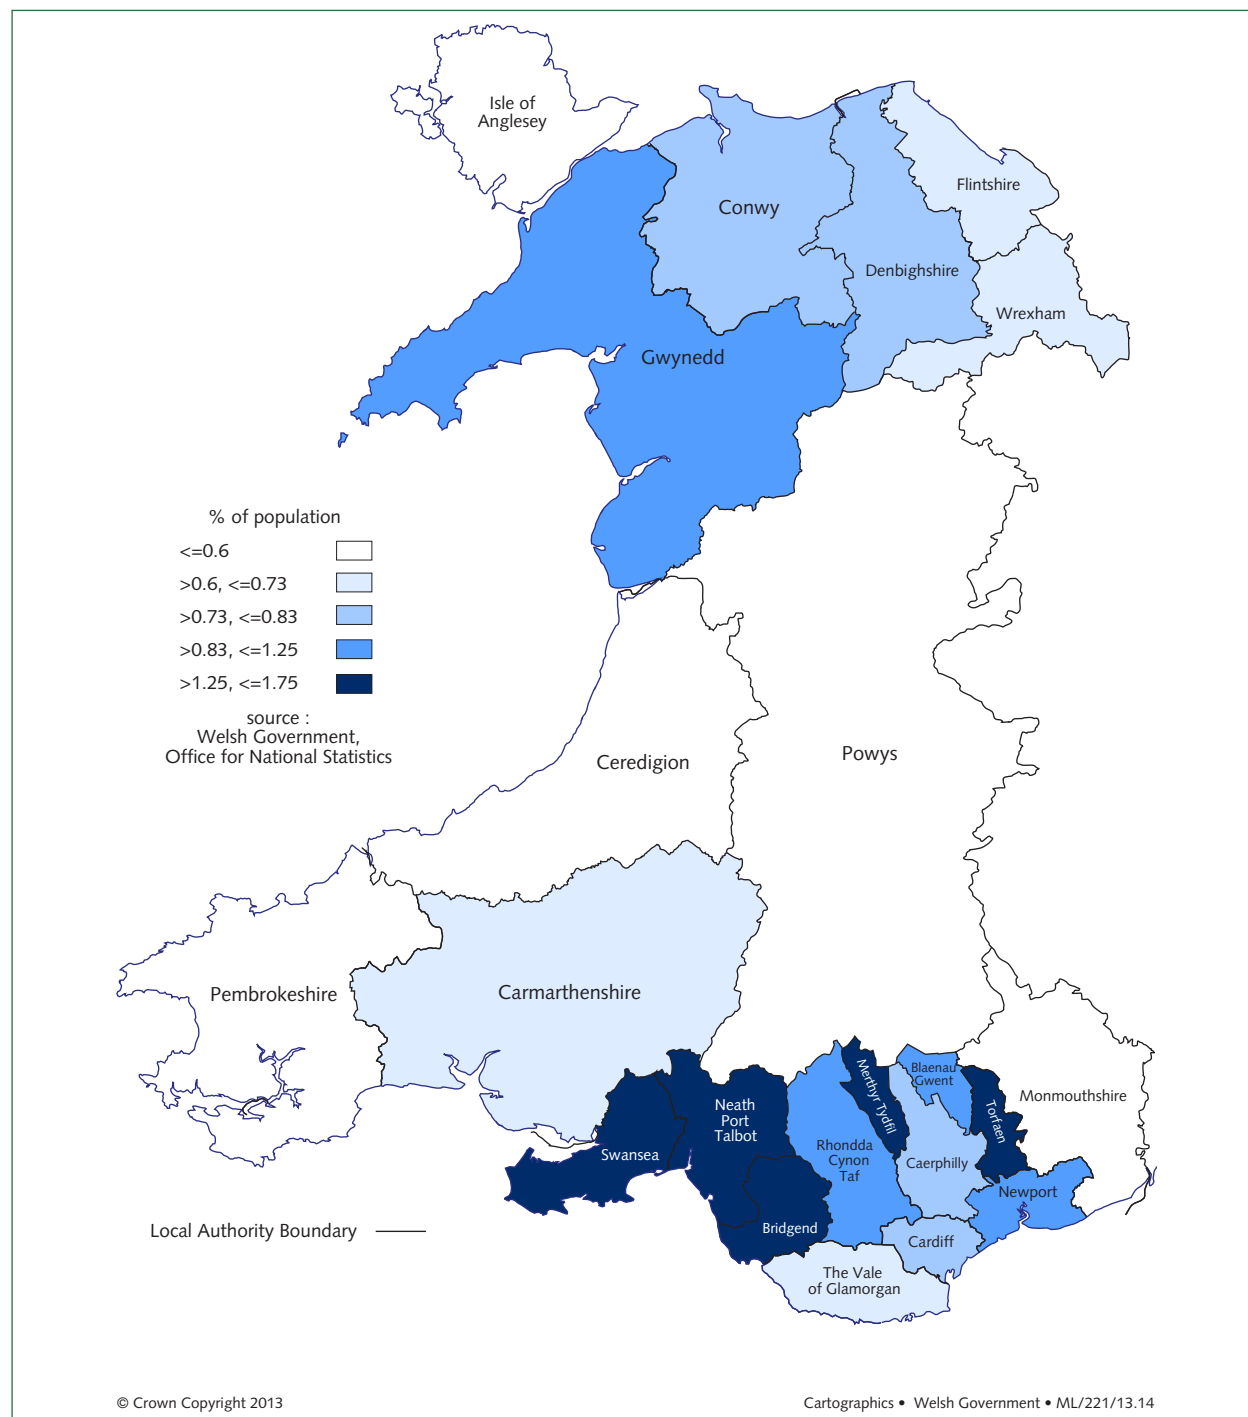 Isle of
Anglesey
Flintshire
Conwy
Denbighshire
Wrexham
Gwynedd
% of population
<=0.6
>0.6, <=0.73
>0.73, <=0.83
>0.83, <=1.25
>1.25, <=1.75
source :
Welsh Government,
Office for National Statistics
Ceredigion
Powys
Pembrokeshire
Carmarthenshire
Merthyr Tydfil
Blaenau
Gwent
Monmouthshire
Neath
Port
Talbot
Torfaen
Swansea
Rhondda
Cynon
Taf
Caerphilly
Newport
Bridgend
Cardiff
Local Authority Boundary
The Vale
of Glamorgan
© Crown Copyright 2013
Cartographics • Welsh Government • ML/221/13.14